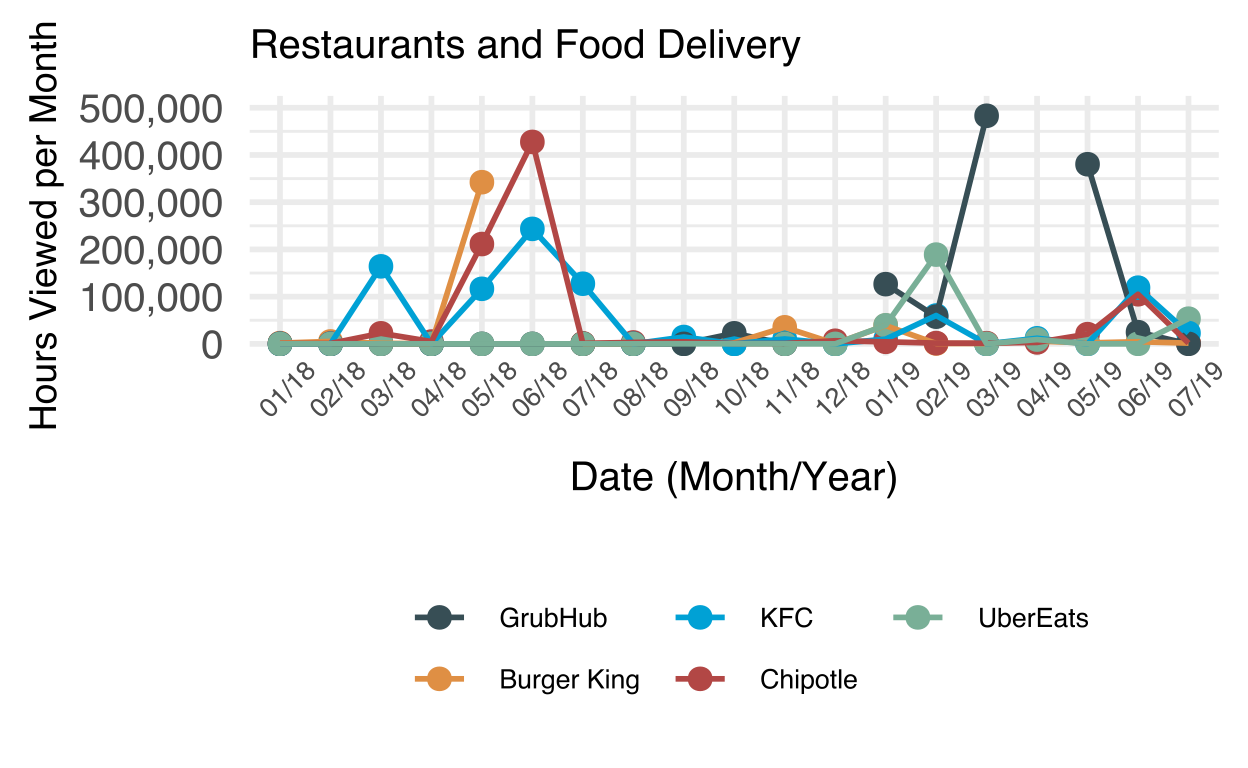 Restaurants and Food Delivery
Hours Viewed per Month
500,000
400,000
300,000
200,000
100,000
0
01/18 02/18 03/18 04/18 05/18 06/18 07/18 08/18 09/18 10/18 11/18 12/18 01/19 02/19 03/19 04/19 05/19 06/19 07/19
Date (Month/Year)
GrubHub KFC UberEats
Burger King Chipotle